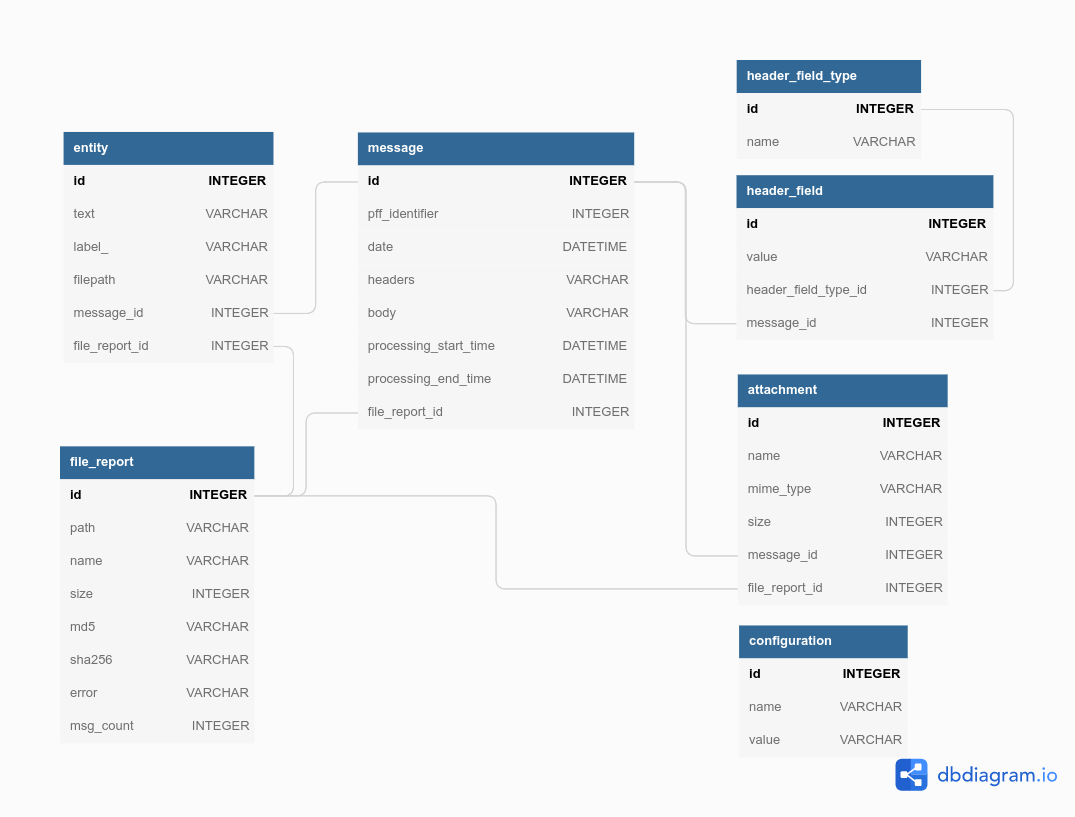 entity
id INTEGER
text VARCHAR
label_ VARCHAR
filepath VARCHAR
message_id INTEGER
file_report_id INTEGER
file_report
id INTEGER
path VARCHAR
name VARCHAR
size INTEGER
md5 VARCHAR
sha256 VARCHAR
error VARCHAR
msg_count INTEGER
message
id INTEGER
pff_identifier INTEGER
date DATETIME
headers VARCHAR
body VARCHAR
processing_start_time DATETIME
processing_end_time DATETIME
file_report_id INTEGER
header_field_type
id INTEGER
name VARCHAR
header_field
id INTEGER
value VARCHAR
header_field_type_id INTEGER
message_id INTEGER
attachment
id INTEGER
name VARCHAR
mime_type VARCHAR
size INTEGER
message_id INTEGER
file_report_id INTEGER
configuration
id INTEGER
name VARCHAR
value VARCHAR
dbdiagram.io